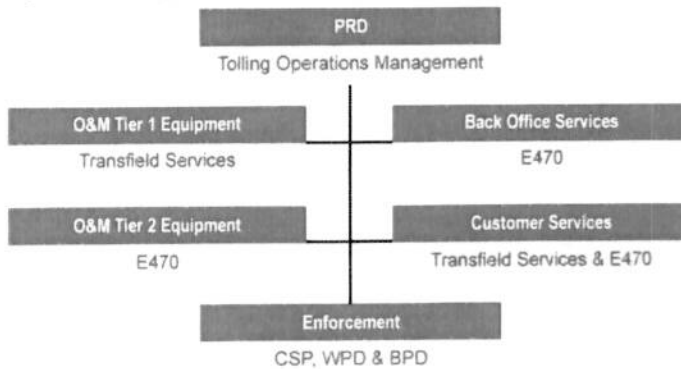 PRD
Tolling Operations Management
O&M Tier 1 Equipment
Transfield Services
Back Office Services
E470
O&M Tier 2 Equipment
E470
Customer Services
Transfield Services & E470
Enforcement
CSP, WPD & BPD